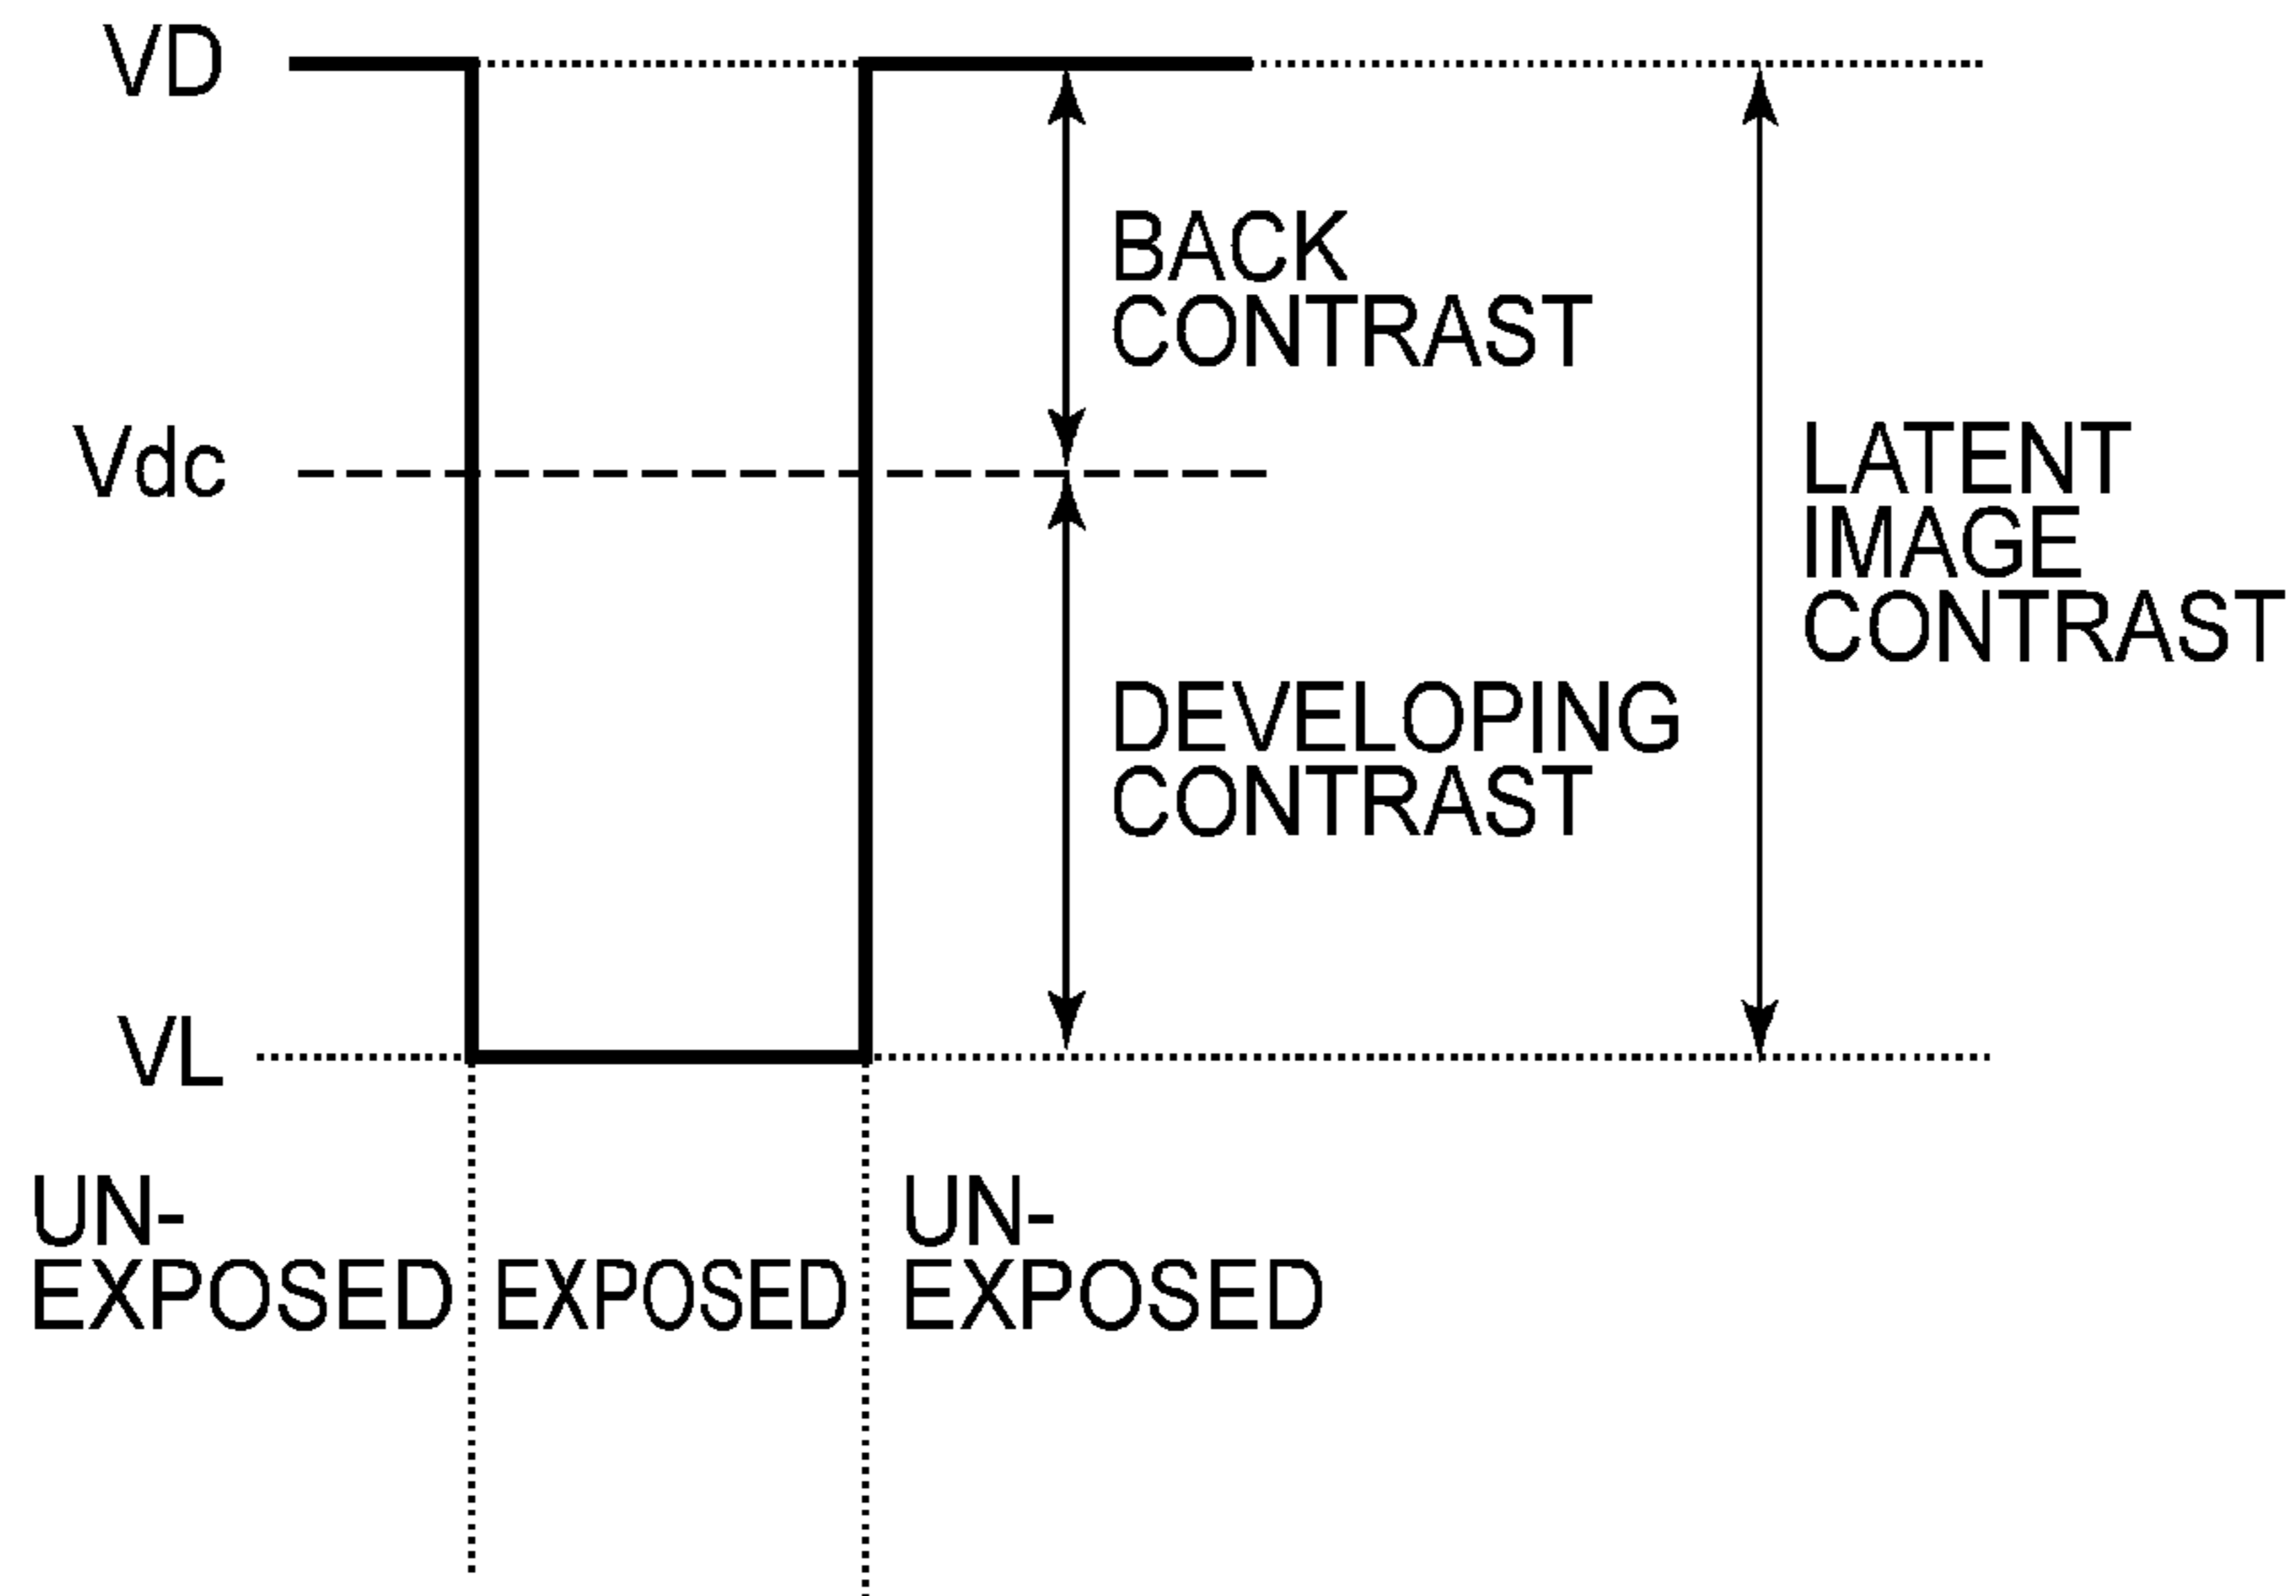 VD
BACK
CONTRAST
Vdc
LATENT
IMAGE
CONTRAST
DEVELOPING
CONTRAST
VL
UN-
EXPOSED
EXPOSED
UN-
EXPOSED